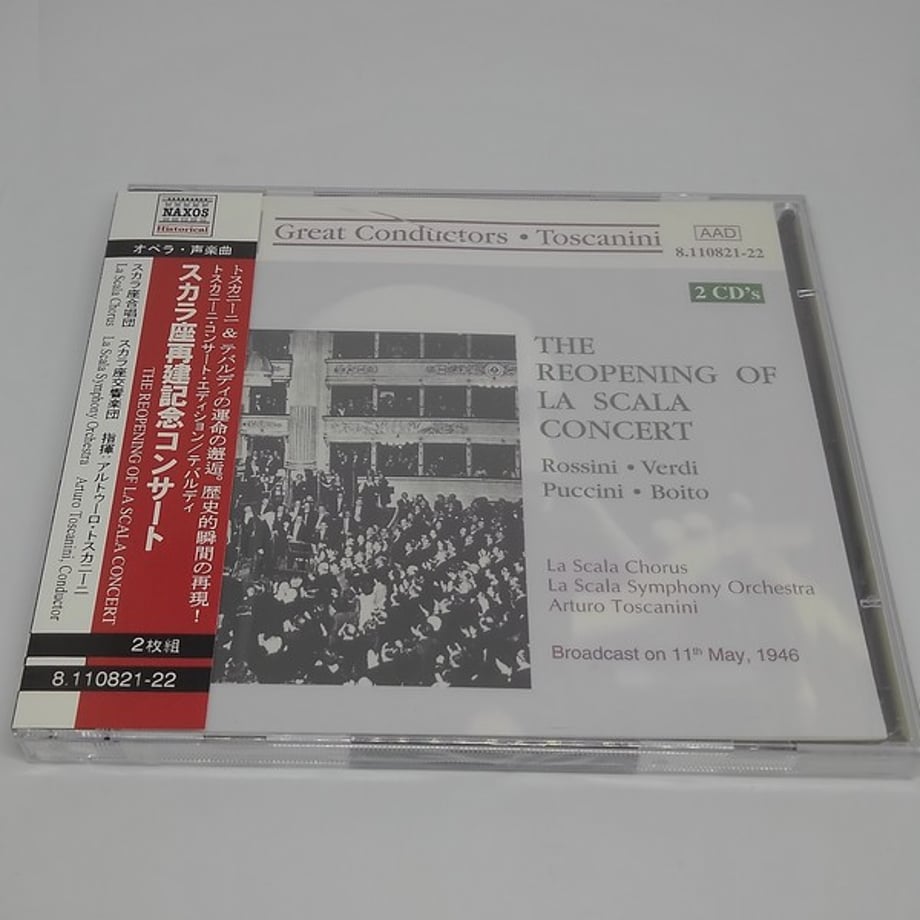 NAXOS
Historical
オペラ・声楽曲
トスカニーニ & テバルディの運命の邂逅。歴史的瞬間の再現！
トスカニーニ・コンサート・エディション／テバルディ
スカラ座再建記念コンサート
THE REOPENING OF LA SCALA CONCERT
スカラ座合唱団 スカラ座交響楽団 指揮：アルトゥーロ・トスカニーニ
La Scala Chorus La Scala Symphony Orchestra Arturo Toscanini, Conductor
2枚組
8.110821-22
Great Conductors • Toscanini
AAD
8.110821-22
2 CD's
THE
REOPENING OF
LA SCALA
CONCERT
Rossini • Verdi
Puccini • Boito
La Scala Chorus
La Scala Symphony Orchestra
Arturo Toscanini
Broadcast on 11th May, 1946